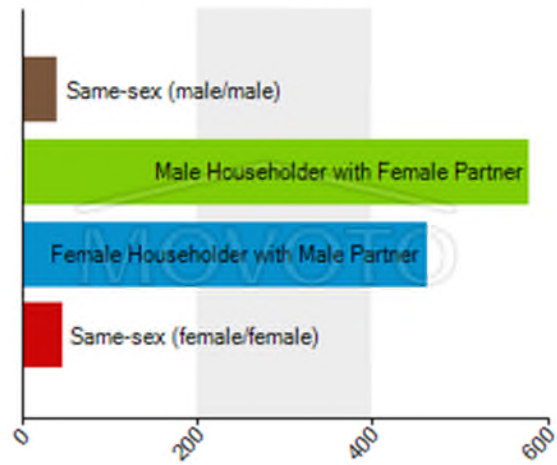 Same-sex (male/male)
Male Householder with Female Partner
Female Householder with Male Partner
MOVOTO
Same-sex (female/female)
0
200
400
600